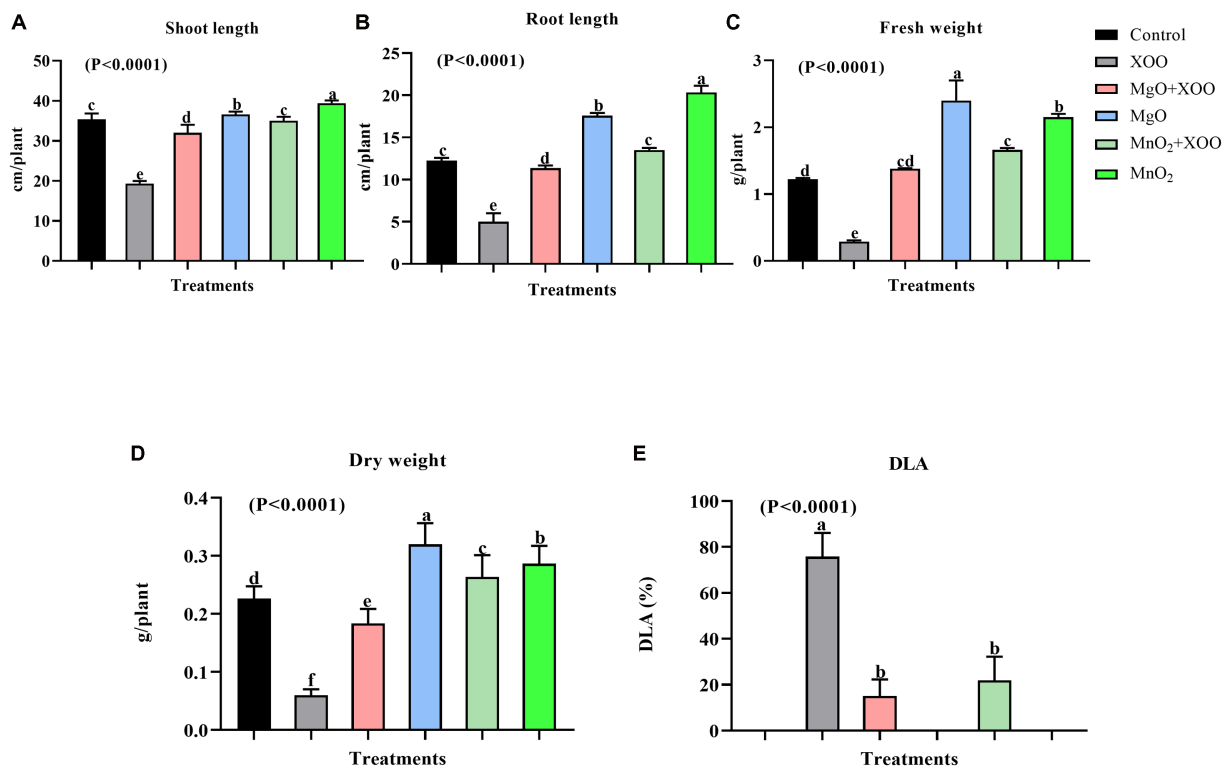 A
Shoot length
(P<0.0001)
50
40
30
20
10
0
cm/plant
c
e
d
b
c
a
Treatments
B
Root length
(P<0.0001)
25
20
15
10
5
0
cm/plant
c
e
d
b
c
a
Treatments
C
Fresh weight
(P<0.0001)
3
2
1
0
g/plant
d
e
cd
a
c
b
Treatments
Control
XOO
MgO+XOO
MgO
MnO₂+XOO
MnO₂
D
Dry weight
(P<0.0001)
0.4
0.3
0.2
0.1
0.0
g/plant
d
f
e
a
c
b
Treatments
E
DLA
(P<0.0001)
100
80
60
40
20
0
DLA (%)
a
b
b
Treatments